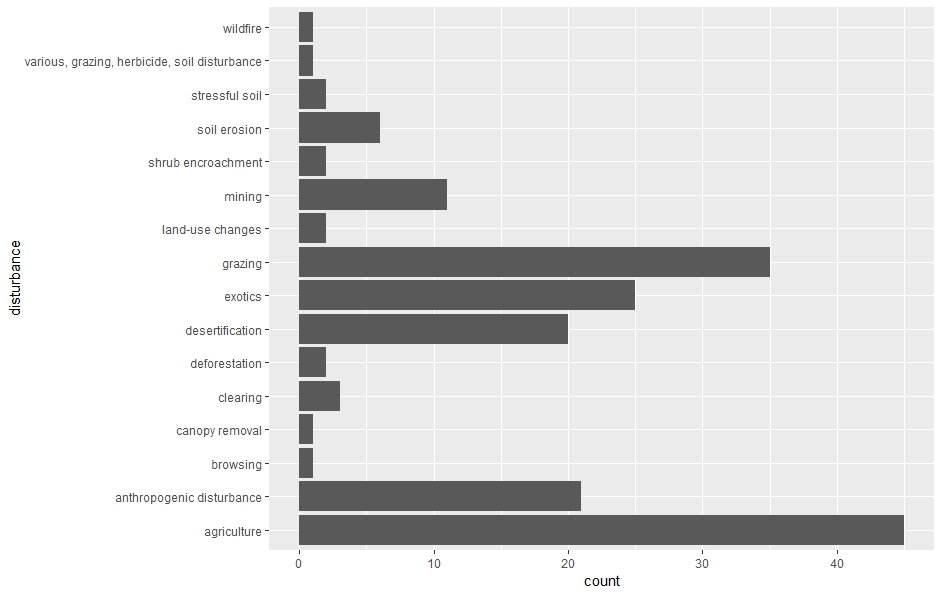 wildfire
various, grazing, herbicide, soil disturbance
stressful soil
soil erosion
shrub encroachment
mining
land-use changes
grazing
exotics
desertification
deforestation
clearing
canopy removal
browsing
anthropogenic disturbance
agriculture
disturbance
0 10 20 30 40
count